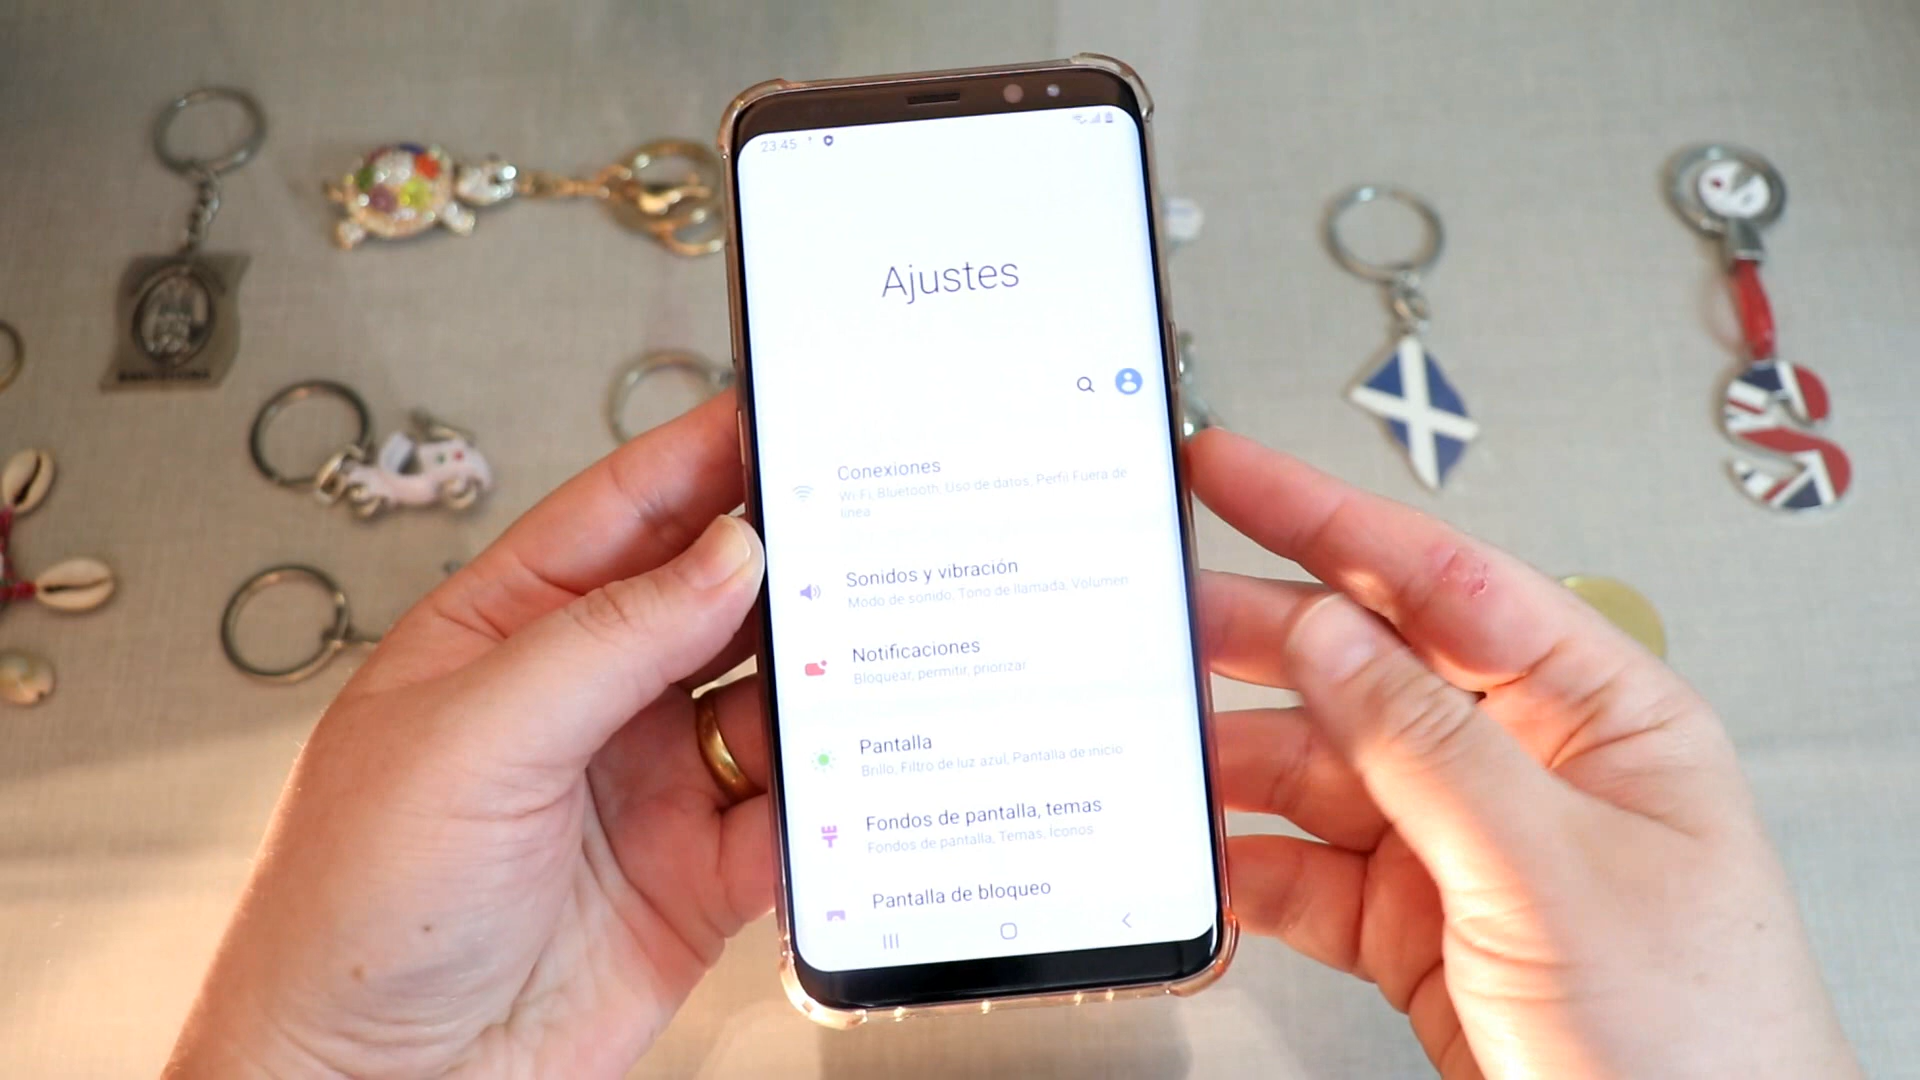 23:45
Ajustes
Conexiones
Wi-Fi, Bluetooth, Uso de datos, Perfil Fuera de
línea
Sonidos y vibración
Modo de sonido, Tono de llamada, Volumen
Notificaciones
Bloquear, permitir, priorizar
Pantalla
Brillo, Filtro de luz azul, Pantalla de inicio
Fondos de pantalla, temas
Fondos de pantalla, Temas, Iconos
Pantalla de bloqueo
BARCELONA